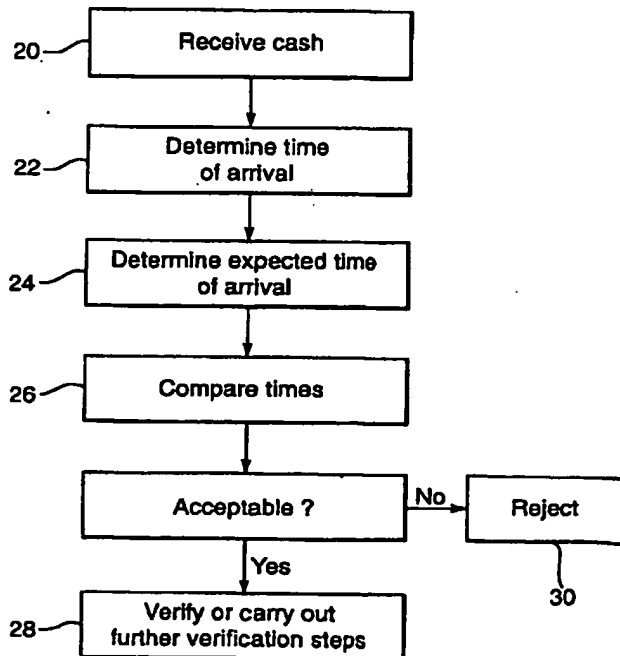 20
Receive cash
22
Determine time
of arrival
24
Determine expected time
of arrival
26
Compare times
Acceptable ?
No
Reject
30
Yes
28
Verify or carry out
further verification steps